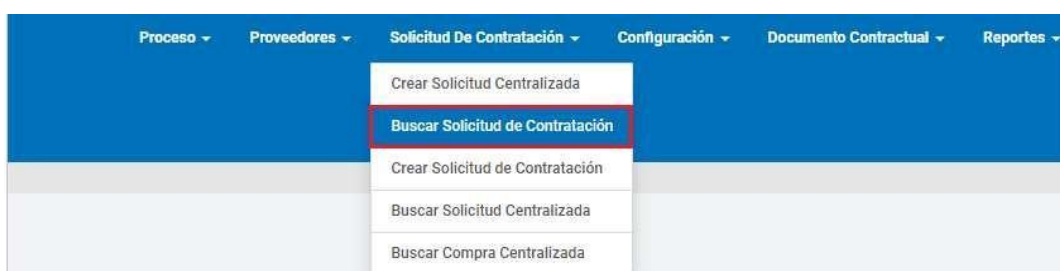 Proceso Proveedores Solicitud De Contratación Configuración Documento Contractual Reportes
Crear Solicitud Centralizada
Buscar Solicitud de Contratación
Crear Solicitud de Contratación
Buscar Solicitud Centralizada
Buscar Compra Centralizada